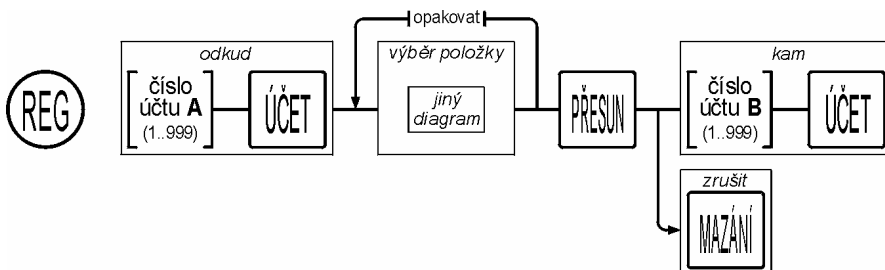 opakovat
odkud
výběr položky
kam
REG
číslo
účtu A
(1..999)
ÚČET
jiný
diagram
PŘESUN
číslo
účtu B
(1..999)
ÚČET
zrušit
MAZÁNÍ